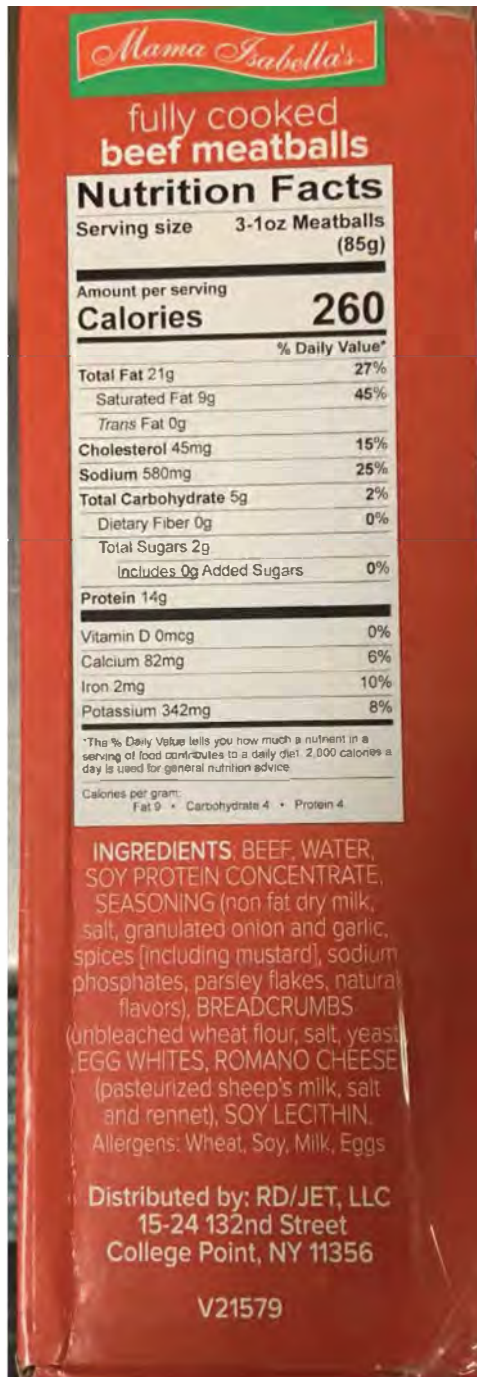 Mama Isabella's
fully cooked
beef meatballs
Nutrition Facts
Serving size 3-1oz Meatballs
(85g)
Amount per serving
Calories 260
% Daily Value*
Total Fat 21g 27%
Saturated Fat 9g 45%
Trans Fat 0g
Cholesterol 45mg 15%
Sodium 580mg 25%
Total Carbohydrate 5g 2%
Dietary Fiber 0g 0%
Total Sugars 2g
Includes 0g Added Sugars 0%
Protein 14g
Vitamin D 0mcg 0%
Calcium 82mg 6%
Iron 2mg 10%
Potassium 342mg 8%
*The % Daily Value tells you how much a nutrient in a
serving of food contributes to a daily diet. 2,000 calories a
day is used for general nutrition advice.
Calories per gram:
Fat 9 • Carbohydrate 4 • Protein 4
INGREDIENTS: BEEF, WATER,
SOY PROTEIN CONCENTRATE,
SEASONING (non fat dry milk,
salt, granulated onion and garlic,
spices [including mustard], sodium
phosphates, parsley flakes, natural
flavors), BREADCRUMBS
(unbleached wheat flour, salt, yeast)
EGG WHITES, ROMANO CHEESE
(pasteurized sheep's milk, salt
and rennet), SOY LECITHIN.
Allergens: Wheat, Soy, Milk, Eggs
Distributed by: RD/JET, LLC
15-24 132nd Street
College Point, NY 11356
V21579